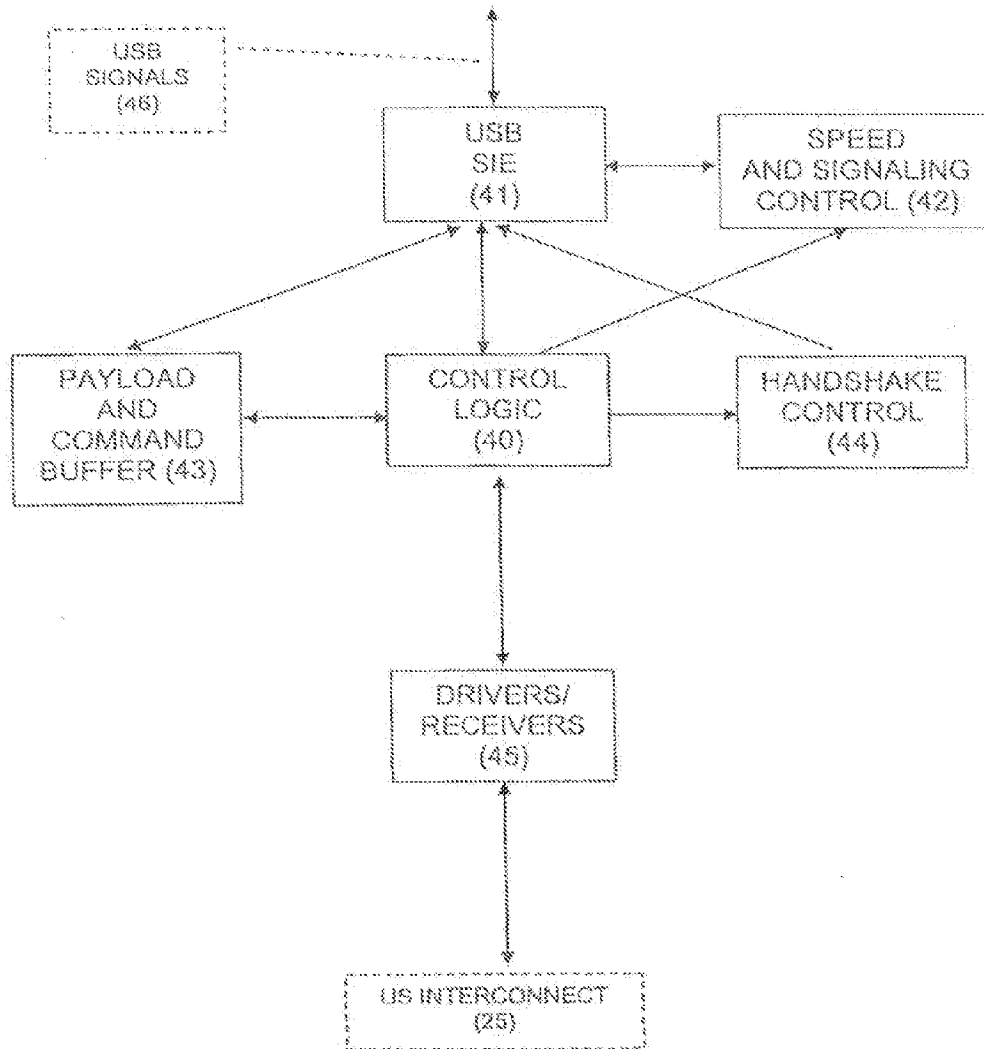 USB
SIGNALS
(46)
USB
SIE
(41)
SPEED
AND SIGNALING
CONTROL (42)
PAYLOAD
AND
COMMAND
BUFFER (43)
CONTROL
LOGIC
(40)
HANDSHAKE
CONTROL
(44)
DRIVERS/
RECEIVERS
(45)
US INTERCONNECT
(25)